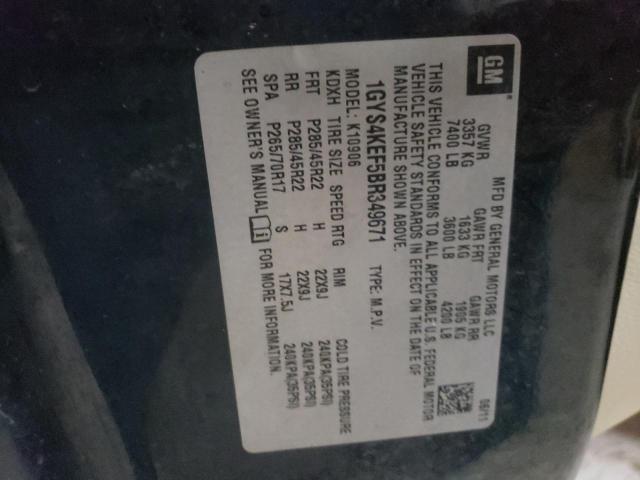 GM
MFD BY GENERAL MOTORS LLC
GVWR GAWR FRT GAWR RR
3357 KG 1633 KG 1905 KG
7400 LB 3600 LB 4200 LB
06/11
THIS VEHICLE CONFORMS TO ALL APPLICABLE U.S. FEDERAL MOTOR
VEHICLE SAFETY STANDARDS IN EFFECT ON THE DATE OF
MANUFACTURE SHOWN ABOVE.
1GYS4KEF5BR349671 TYPE: M.P.V.
MODEL: K10906
KDXH TIRE SIZE SPEED RTG RIM COLD TIRE PRESSURE
FRT P285/45R22 H 22X9J 240KPA(35PSI)
RR P285/45R22 H 22X9J 240KPA(35PSI)
SPA P265/70R17 S 17X7.5J 240KPA(35PSI)
SEE OWNER'S MANUAL i FOR MORE INFORMATION.